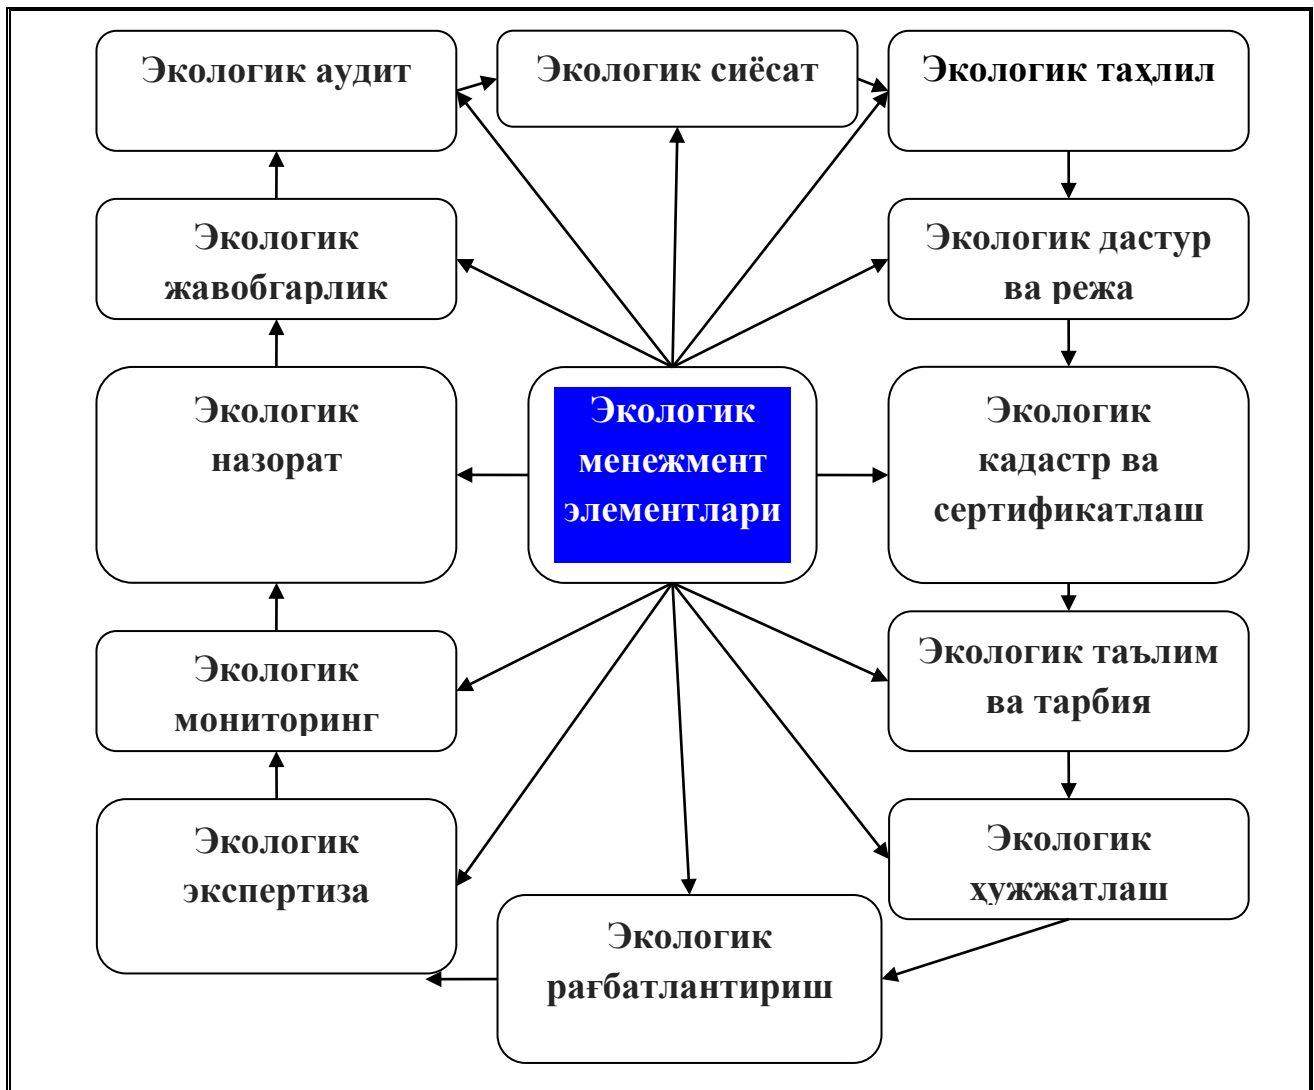 Экологик аудит
Экологик сиёсат
Экологик таҳлил
Экологик
жавобгарлик
Экологик дастур
ва режа
Экологик
назорат
Экологик
менежмент
элементлари
Экологик
кадастр ва
сертификатлаш
Экологик
мониторинг
Экологик таълим
ва тарбия
Экологик
экспертиза
Экологик
рағбатлантириш
Экологик
ҳужжатлаш